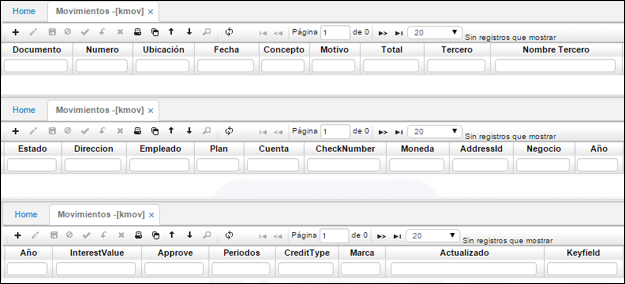 Home Movimientos -[kmov] ×
Página 1 de 0 20 Sin registros que mostrar
Documento Numero Ubicación Fecha Concepto Motivo Total Tercero Nombre Tercero
Home Movimientos -[kmov] ×
Página 1 de 0 20 Sin registros que mostrar
Estado Direccion Empleado Plan Cuenta CheckNumber Moneda AddressId Negocio Año
Home Movimientos -[kmov] ×
Página 1 de 0 20 Sin registros que mostrar
Año InterestValue Approve Periodos CreditType Marca Actualizado Keyfield